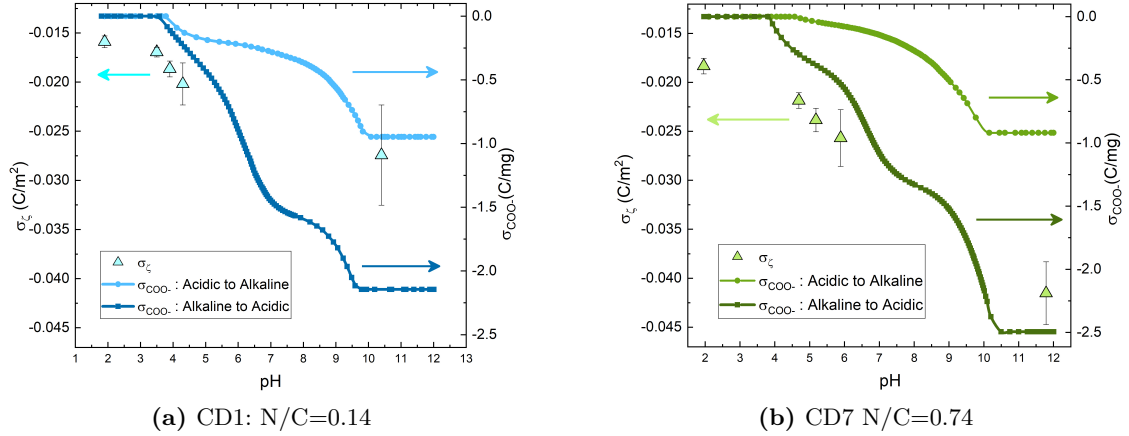 -0.015
-0.020
-0.025
-0.030
-0.035
-0.040
-0.045
σζ (C/m²)
0.0
-0.5
-1.0
-1.5
-2.0
-2.5
σCOO-(C/mg)
σζ
σCOO- : Acidic to Alkaline
σCOO- : Alkaline to Acidic
1 2 3 4 5 6 7 8 9 10 11 12 13
pH
(a) CD1: N/C=0.14
-0.015
-0.020
-0.025
-0.030
-0.035
-0.040
-0.045
σζ (C/m²)
0.0
-0.5
-1.0
-1.5
-2.0
-2.5
σCOO-(C/mg)
σζ
σCOO- : Acidic to Alkaline
σCOO- : Alkaline to Acidic
2 3 4 5 6 7 8 9 10 11 12
pH
(b) CD7 N/C=0.74